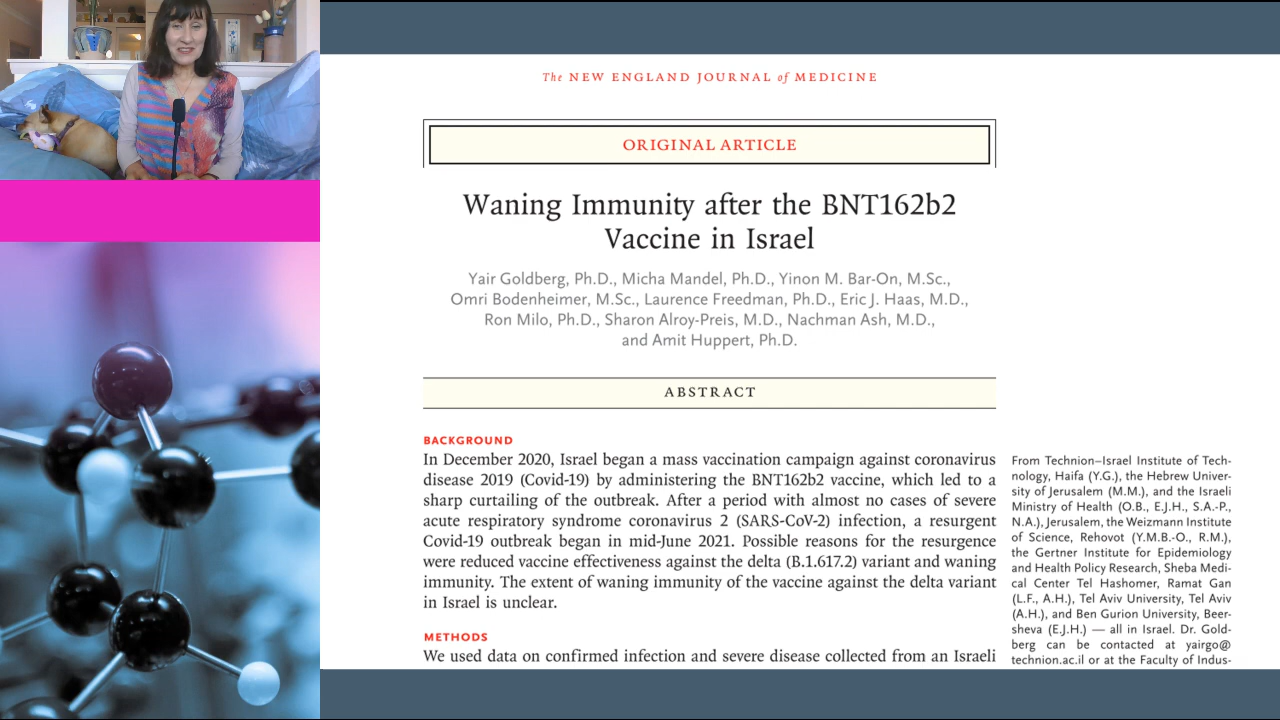 The NEW ENGLAND JOURNAL of MEDICINE
ORIGINAL ARTICLE
Waning Immunity after the BNT162b2
Vaccine in Israel
Yair Goldberg, Ph.D., Micha Mandel, Ph.D., Yinon M. Bar-On, M.Sc.,
Omri Bodenheimer, M.Sc., Laurence Freedman, Ph.D., Eric J. Haas, M.D.,
Ron Milo, Ph.D., Sharon Alroy-Preis, M.D., Nachman Ash, M.D.,
and Amit Huppert, Ph.D.
ABSTRACT
BACKGROUND
In December 2020, Israel began a mass vaccination campaign against coronavirus
disease 2019 (Covid-19) by administering the BNT162b2 vaccine, which led to a
sharp curtailing of the outbreak. After a period with almost no cases of severe
acute respiratory syndrome coronavirus 2 (SARS-CoV-2) infection, a resurgent
Covid-19 outbreak began in mid-June 2021. Possible reasons for the resurgence
were reduced vaccine effectiveness against the delta (B.1.617.2) variant and waning
immunity. The extent of waning immunity of the vaccine against the delta variant
in Israel is unclear.
METHODS
We used data on confirmed infection and severe disease collected from an Israeli
From Technion–Israel Institute of Tech-
nology, Haifa (Y.G.), the Hebrew Univer-
sity of Jerusalem (M.M.), and the Israeli
Ministry of Health (O.B., E.J.H., S.A.-P.,
N.A.), Jerusalem, the Weizmann Institute
of Science, Rehovot (Y.M.B.-O., R.M.),
the Gertner Institute for Epidemiology
and Health Policy Research, Sheba Medi-
cal Center Tel Hashomer, Ramat Gan
(L.F., A.H.), Tel Aviv University, Tel Aviv
(A.H.), and Ben Gurion University, Beer-
sheva (E.J.H.) — all in Israel. Dr. Gold-
berg can be contacted at yairgo@
technion.ac.il or at the Faculty of Indus-